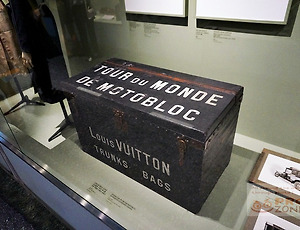 TOUR DU MONDE
DE MOTOBLOC
LOUIS VUITTON
TRUNKS BAGS